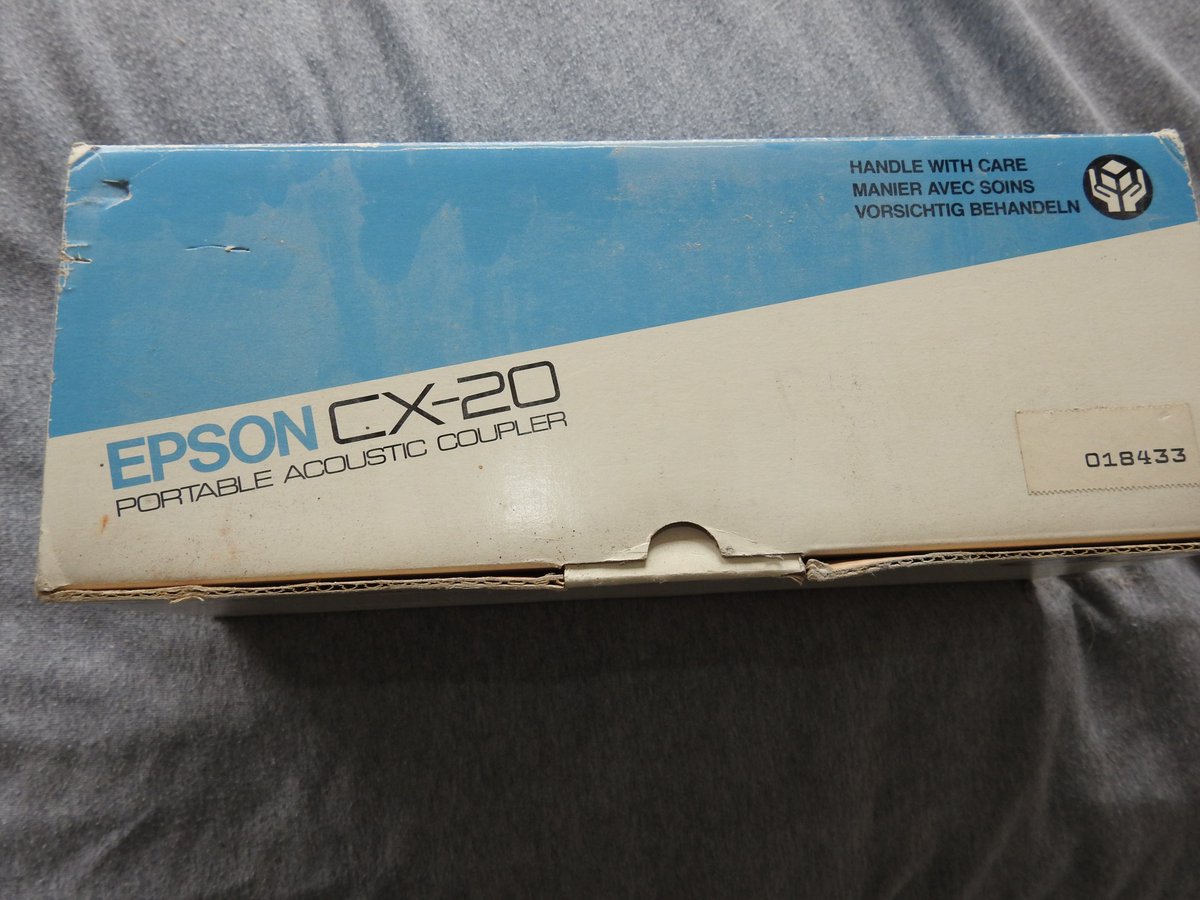 HANDLE WITH CARE
MANIER AVEC SOINS
VORSICHTIG BEHANDELN
EPSON CX-20
PORTABLE ACOUSTIC COUPLER
018433